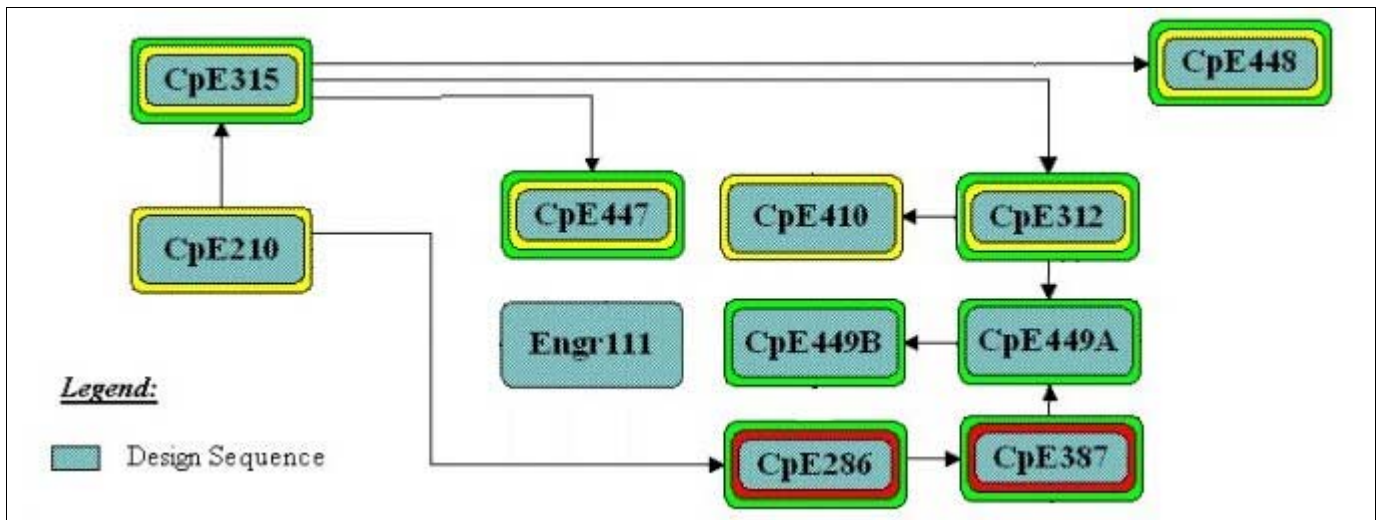 CpE315
CpE448
CpE447
CpE410
CpE312
CpE210
Engr111
CpE449B
CpE449A
Legend:
Design Sequence
CpE286
CpE387